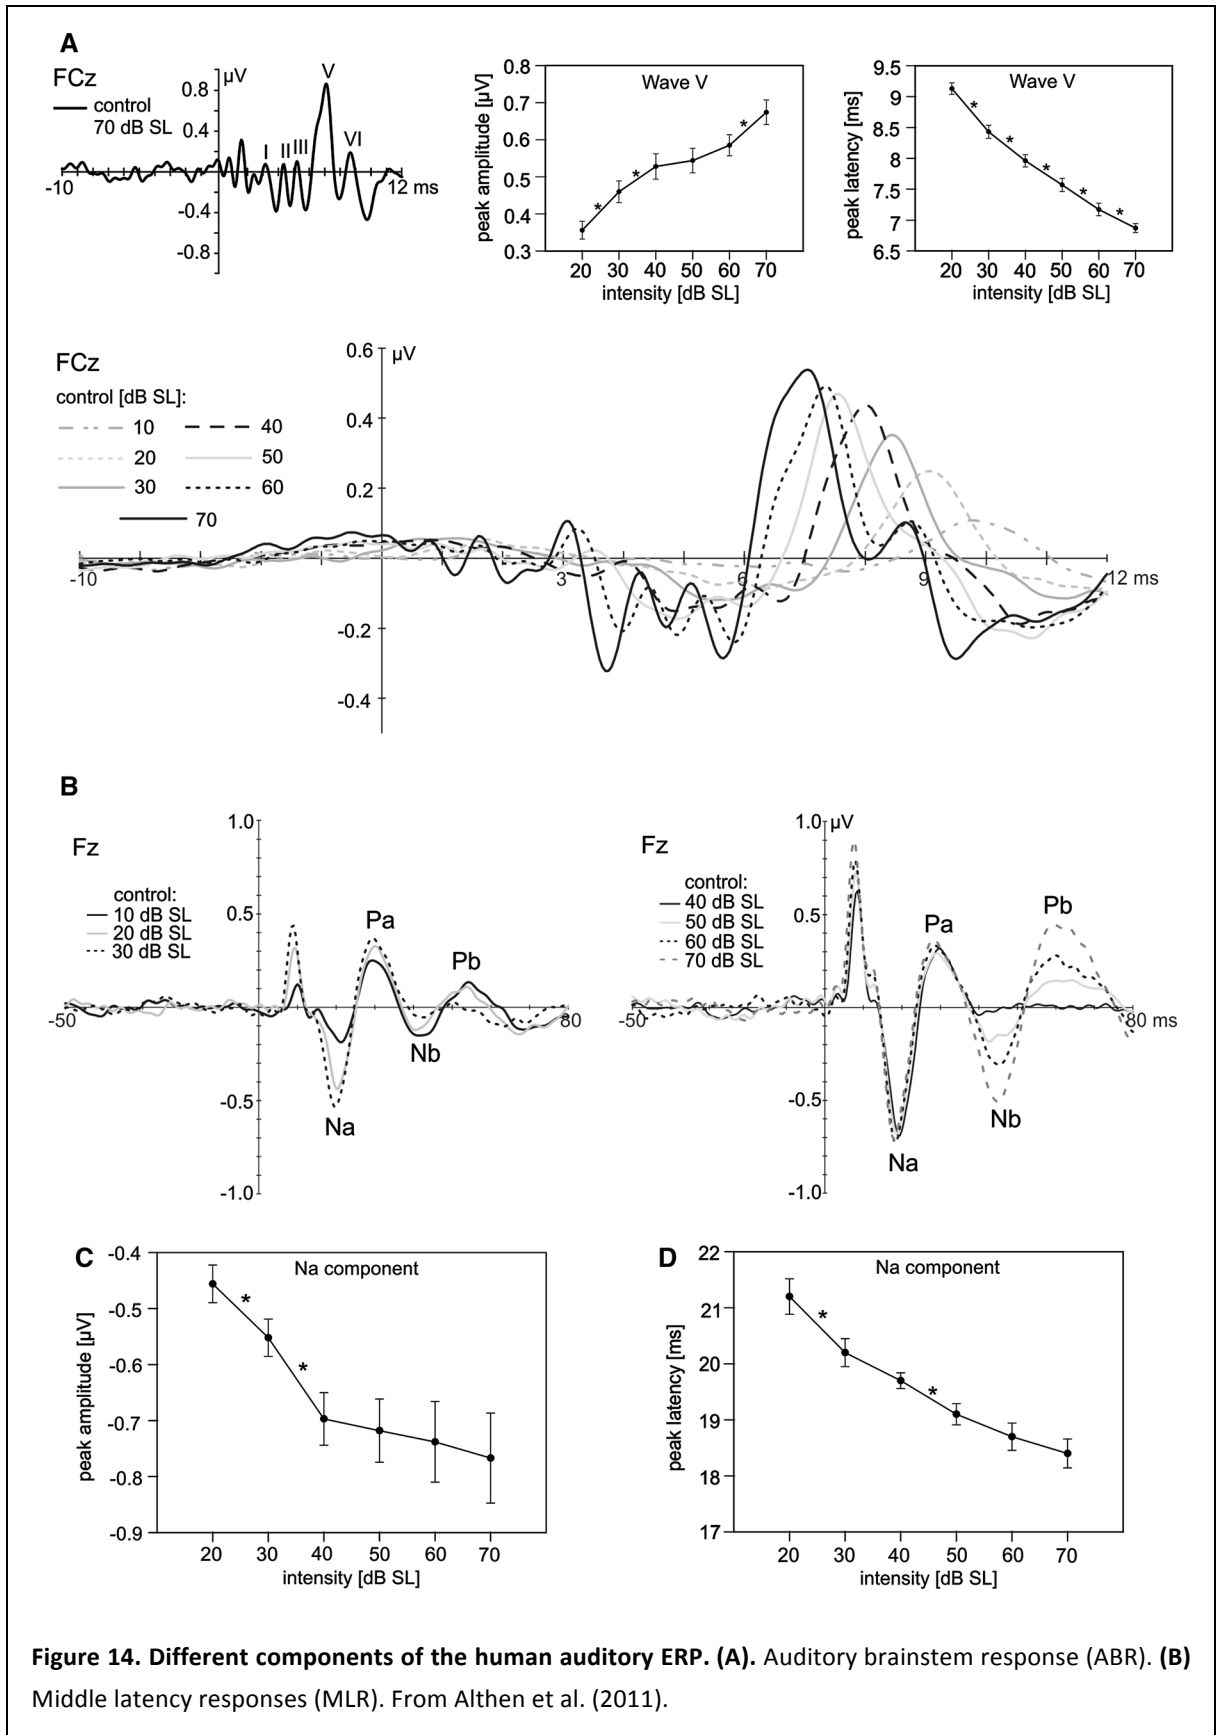 A
FCz
control
70 dB SL
µV
0.8
0.4
-0.4
-0.8
-10
12 ms
I
II
III
V
VI
Wave V
peak amplitude [µV]
0.8
0.7
0.6
0.5
0.4
0.3
* * *
20 30 40 50 60 70
intensity [dB SL]
Wave V
peak latency [ms]
9.5
9
8.5
8
7.5
7
6.5
* * * * *
20 30 40 50 60 70
intensity [dB SL]
FCz
control [dB SL]:
10 40
20 50
30 60
70
0.6 µV
0.4
0.2
-0.2
-0.4
-10 3 6 9 12 ms
B
Fz
control:
10 dB SL
20 dB SL
30 dB SL
1.0
0.5
-0.5
-1.0
-50 80
Pa
Pb
Nb
Na
Fz
control:
40 dB SL
50 dB SL
60 dB SL
70 dB SL
1.0 µV
0.5
-0.5
-1.0
-50 80 ms
Pa
Pb
Nb
Na
C
Na component
peak amplitude [µV]
-0.4
-0.5
-0.6
-0.7
-0.8
-0.9
* *
20 30 40 50 60 70
intensity [dB SL]
D
Na component
peak latency [ms]
22
21
20
19
18
17
* *
20 30 40 50 60 70
intensity [dB SL]
Figure 14. Different components of the human auditory ERP. (A). Auditory brainstem response (ABR). (B)
Middle latency responses (MLR). From Althen et al. (2011).